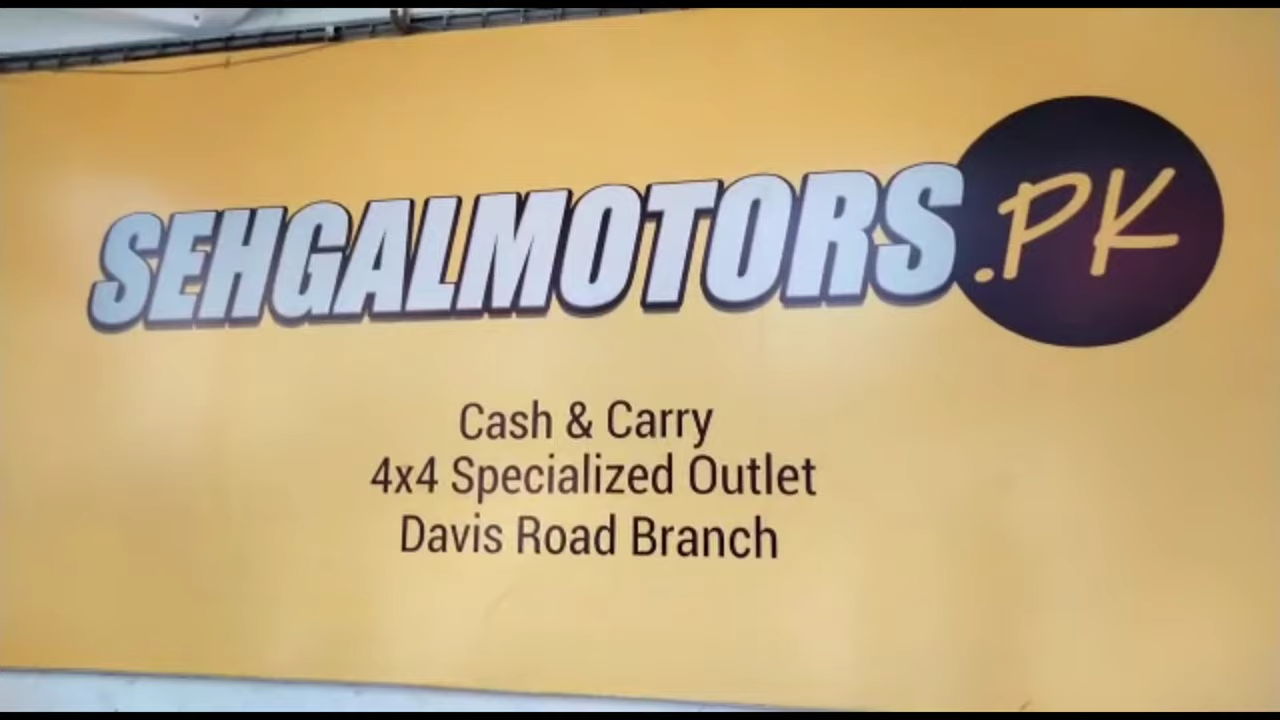 SEHGALMOTORS.PK
Cash & Carry
4x4 Specialized Outlet
Davis Road Branch